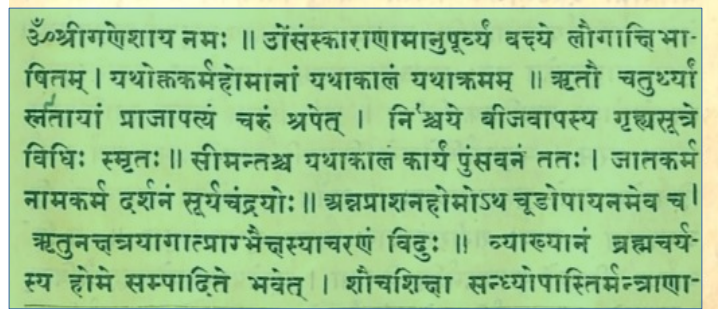 ॐश्रीगणेशाय नमः ॥ उोंसंस्काराणामानुपूर्व्यं वक्ष्ये लौगाक्षिभा-
षितम् । यथोक्तकर्महोमानां यथाकालं यथाक्रमम् ॥ ऋतौ चतुर्थ्यां
स्नातायां प्राजापत्यं चरुं श्रपेत् । निश्चये बीजवापस्य गृह्यसूत्रे
विधिः स्मृतः ॥ सीमन्तश्च यथाकालं कार्यं पुंसवनं ततः । जातकर्म
नामकर्म दर्शनं सूर्यचंद्रयोः ॥ अन्नप्राशनहोमोऽथ चूडोपायनमेव च ।
ऋतुनक्षत्रयागात्प्राग्भैक्षस्याचरणं विदुः ॥ व्याख्यानं ब्रह्मचर्य-
स्य होमे सम्पादिते भवेत् । शौचशिक्षा सन्ध्योपास्तिर्मन्त्राणा-